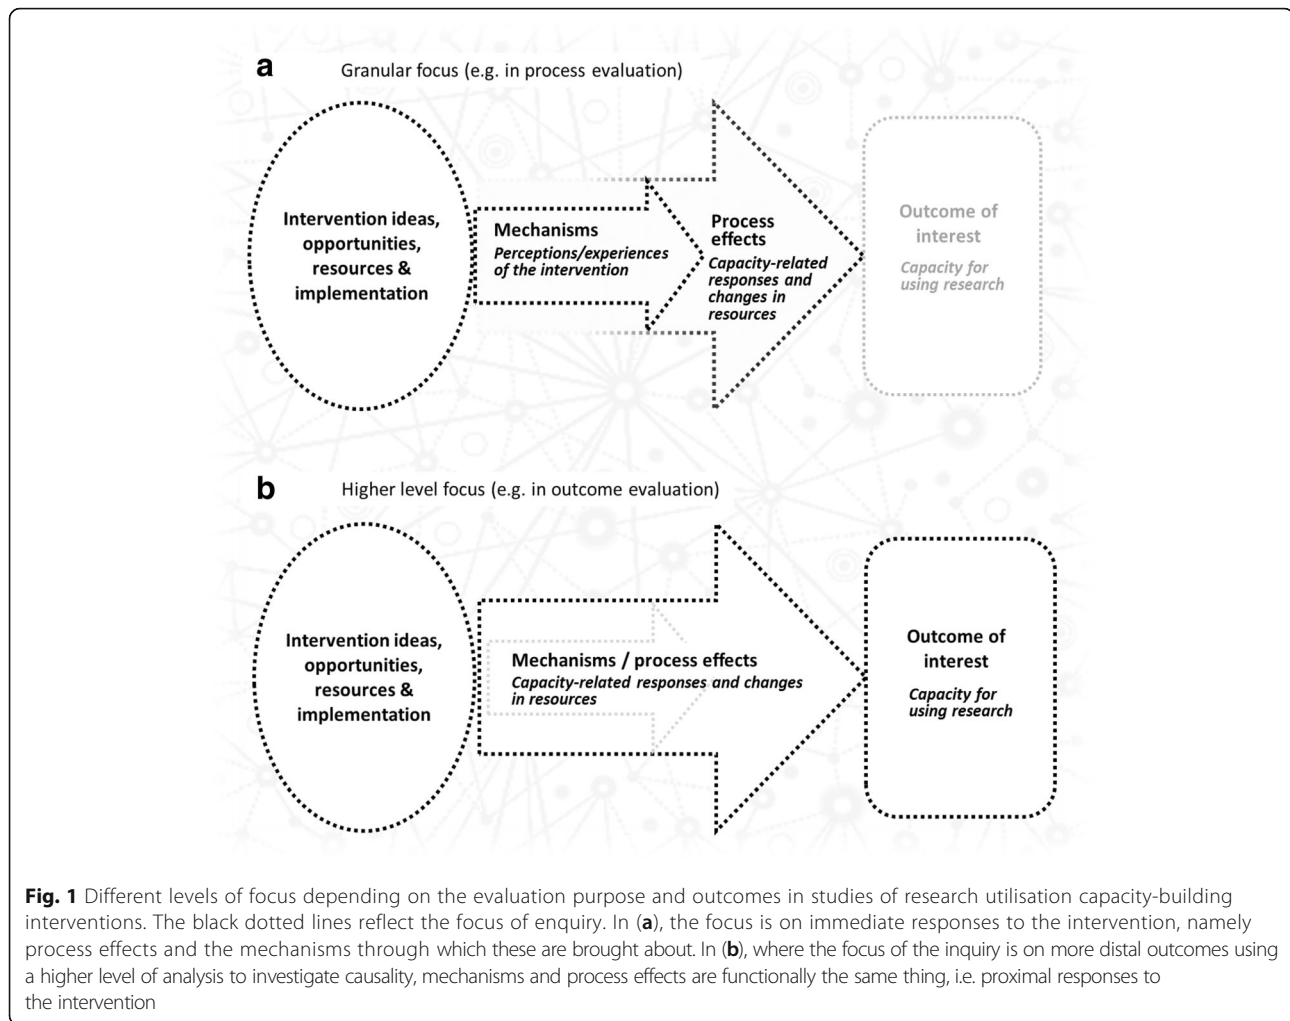 a
Granular focus (e.g. in process evaluation)
Intervention ideas,
opportunities,
resources &
implementation
Mechanisms
Perceptions/experiences
of the intervention
Process
effects
Capacity-related
responses and
changes in
resources
Outcome of
interest
Capacity for
using research
b
Higher level focus (e.g. in outcome evaluation)
Intervention ideas,
opportunities,
resources &
implementation
Mechanisms / process effects
Capacity-related responses and changes
in resources
Outcome of
interest
Capacity for
using research
Fig. 1 Different levels of focus depending on the evaluation purpose and outcomes in studies of research utilisation capacity-building
interventions. The black dotted lines reflect the focus of enquiry. In (a), the focus is on immediate responses to the intervention, namely
process effects and the mechanisms through which these are brought about. In (b), where the focus of the inquiry is on more distal outcomes using
a higher level of analysis to investigate causality, mechanisms and process effects are functionally the same thing, i.e. proximal responses to
the intervention